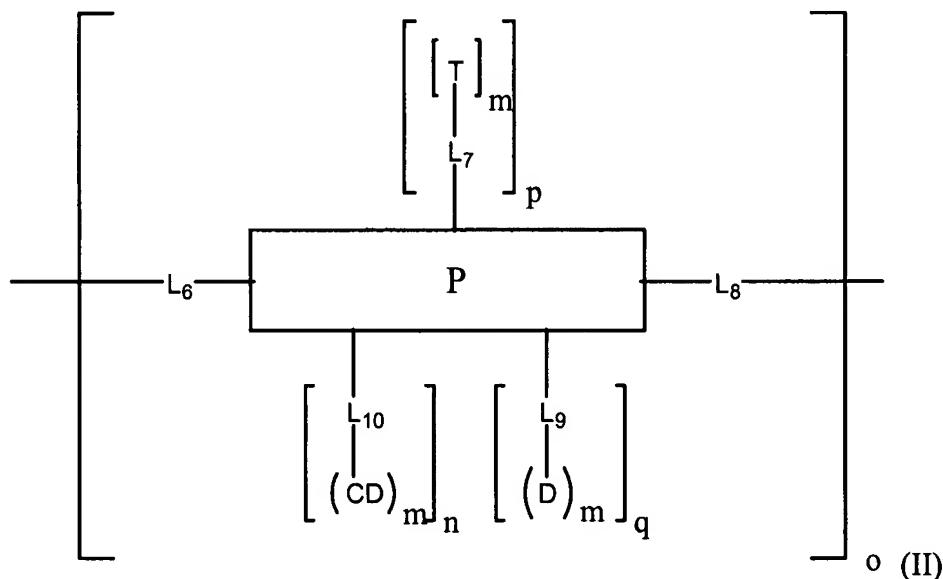 [ [ T ]m
L7 ]p
L6 P L8
[ L10 [ L9
(CD)m ]n (D)m ]q
o (II)